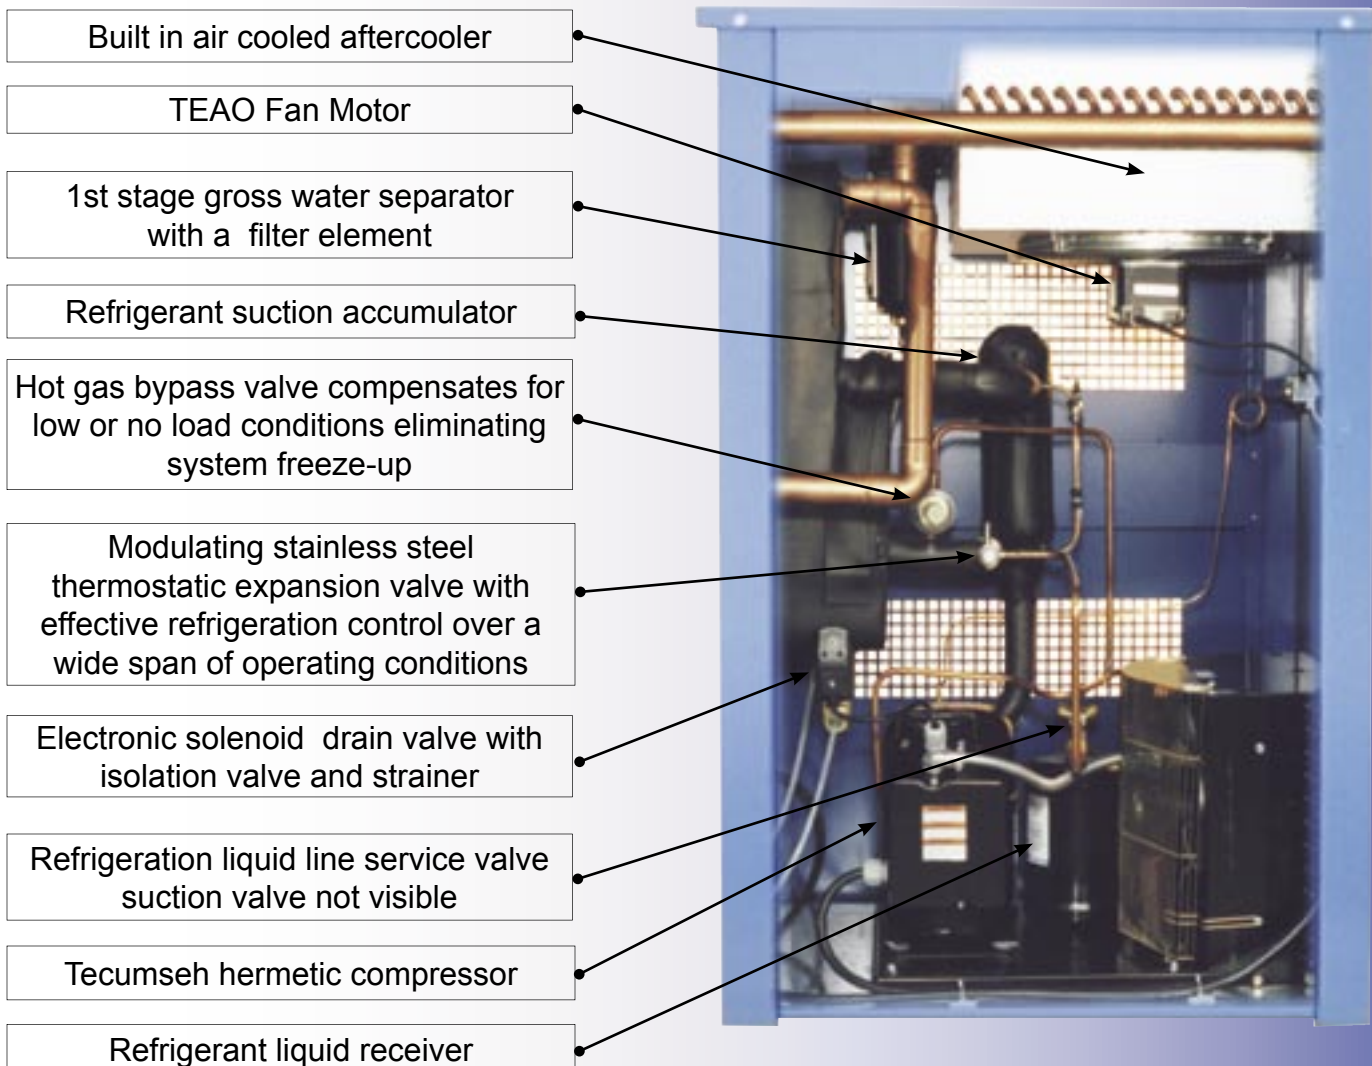 Built in air cooled aftercooler
TEAO Fan Motor
1st stage gross water separator
with a filter element
Refrigerant suction accumulator
Hot gas bypass valve compensates for
low or no load conditions eliminating
system freeze-up
Modulating stainless steel
thermostatic expansion valve with
effective refrigeration control over a
wide span of operating conditions
Electronic solenoid drain valve with
isolation valve and strainer
Refrigeration liquid line service valve
suction valve not visible
Tecumseh hermetic compressor
Refrigerant liquid receiver